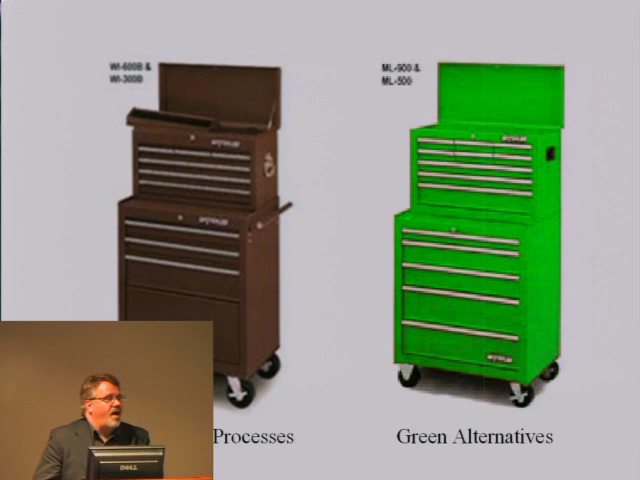 WI-600B &
WI-300B
ML-900 &
ML-500
Processes
Green Alternatives
DELL